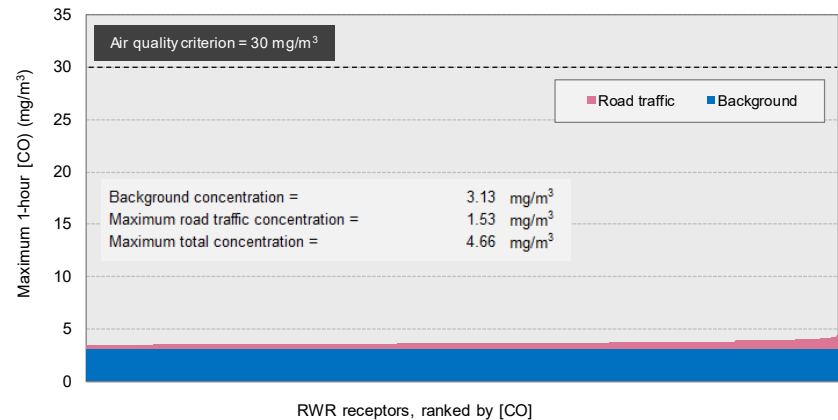 35
Air quality criterion = 30 mg/m³
30
Road traffic Background
25
20
Background concentration = 3.13 mg/m³
Maximum road traffic concentration = 1.53 mg/m³
Maximum total concentration = 4.66 mg/m³
15
10
5
0
Maximum 1-hour [CO] (mg/m³)
RWR receptors, ranked by [CO]